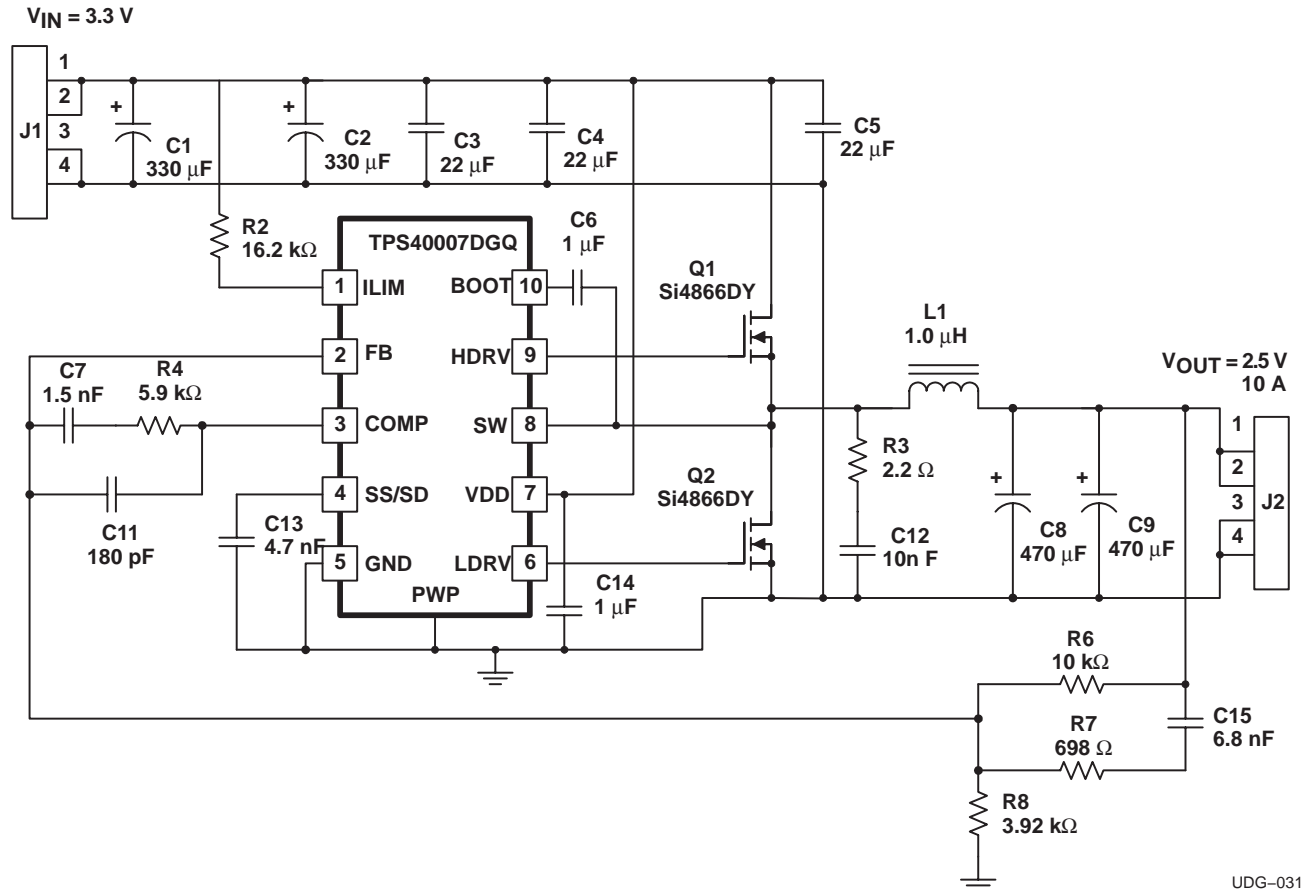 VIN = 3.3 V
1
2
3
4
J1
+
C1
330 µF
+
C2
330 µF
C3
22 µF
C4
22 µF
C5
22 µF
R2
16.2 kΩ
TPS40007DGQ
C6
1 µF
1 ILIM
BOOT 10
2 FB
HDRV 9
3 COMP
SW 8
4 SS/SD
VDD 7
5 GND
LDRV 6
PWP
Q1
Si4866DY
Q2
Si4866DY
L1
1.0 µH
VOUT = 2.5 V
10 A
C7
1.5 nF
R4
5.9 kΩ
C11
180 pF
C13
4.7 nF
C14
1 µF
R3
2.2 Ω
C12
10n F
+
C8
470 µF
+
C9
470 µF
1
2
3
4
J2
R6
10 kΩ
R7
698 Ω
C15
6.8 nF
R8
3.92 kΩ
UDG–031